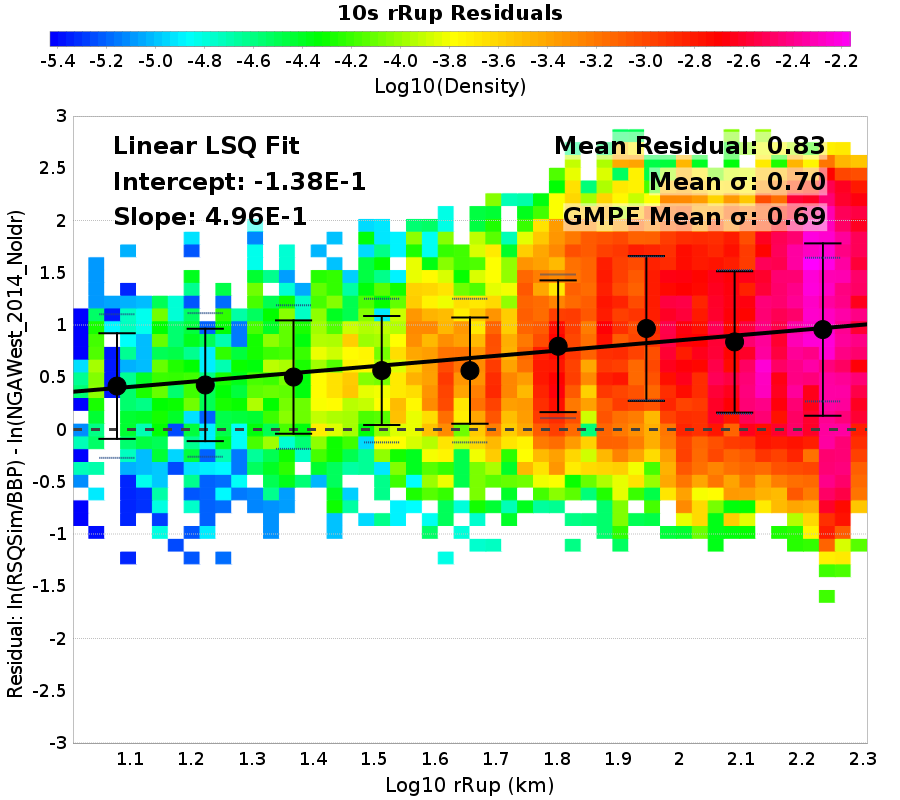 10s rRup Residuals
-5.4 -5.2 -5.0 -4.8 -4.6 -4.4 -4.2 -4.0 -3.8 -3.6 -3.4 -3.2 -3.0 -2.8 -2.6 -2.4 -2.2
Log10(Density)
Linear LSQ Fit
Intercept: -1.38E-1
Slope: 4.96E-1
Mean Residual: 0.83
Mean σ: 0.70
GMPE Mean σ: 0.69
Residual: ln(RSQSim/BBP) - ln(NGAWest_2014_NoIdr)
3
2.5
2
1.5
1
0.5
0
-0.5
-1
-1.5
-2
-2.5
-3
1.1 1.2 1.3 1.4 1.5 1.6 1.7 1.8 1.9 2 2.1 2.2 2.3
Log10 rRup (km)